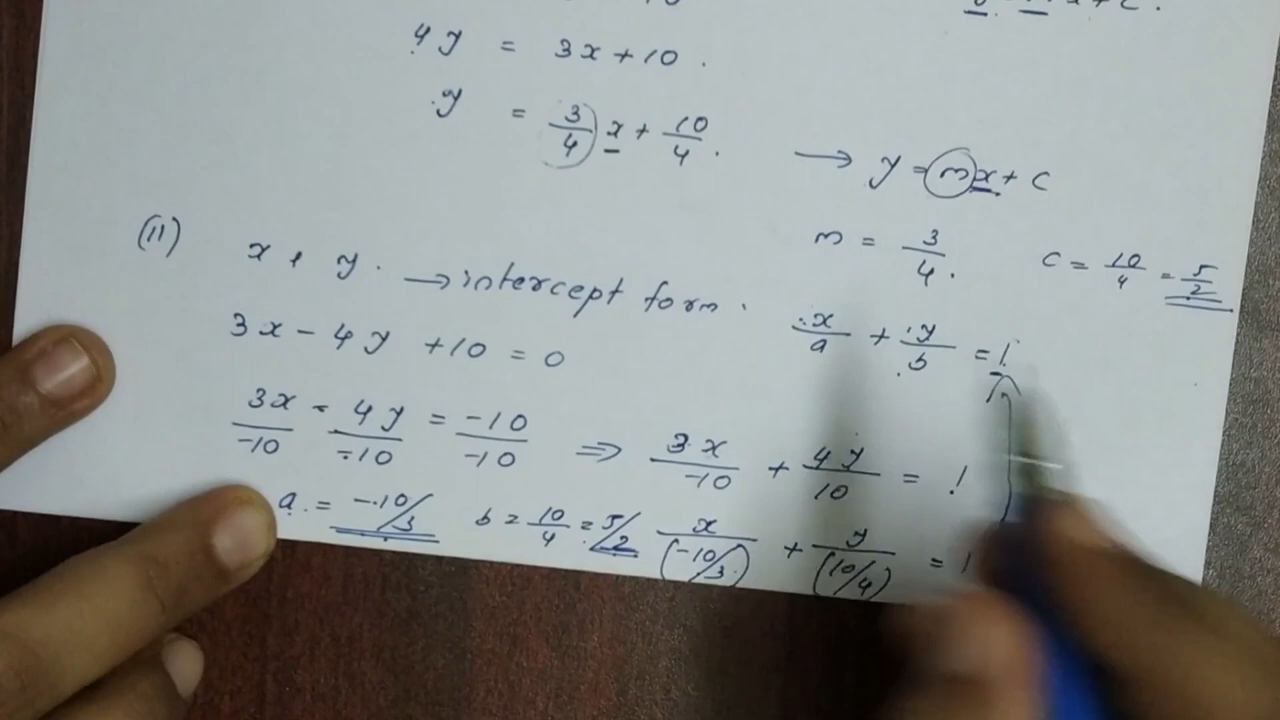 4y = 3x + 10 .
y = 3/4 x + 10/4 .
→ y = mx + c
m = 3/4 .
c = 10/4 = 5/2
(11) x , y . → intercept form .
x/a + y/b = 1
3x - 4y + 10 = 0
3x/-10 - 4y/-10 = -10/-10 ⇒ 3x/-10 + 4y/10 = 1
a = -10/3 b = 10/4 = 5/2
x/(-10/3) + y/(10/4) = 1